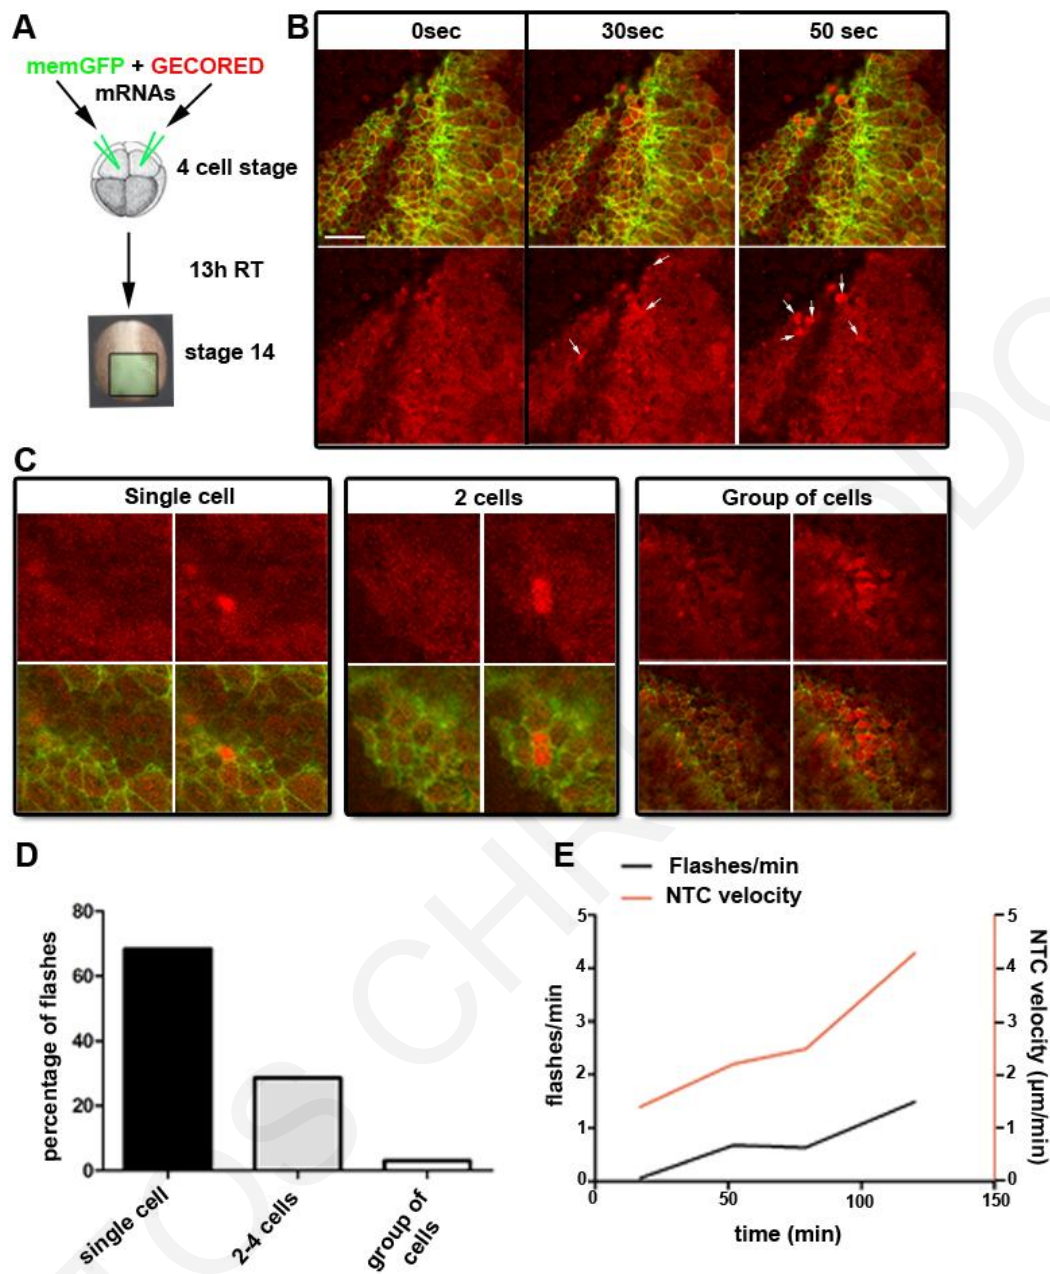 A
memGFP + GECORED
mRNAs
4 cell stage
13h RT
stage 14
B
0sec
30sec
50 sec
C
Single cell
2 cells
Group of cells
D
percentage of flashes
80
60
40
20
0
single cell
2-4 cells
group of
cells
E
Flashes/min
NTC velocity
flashes/min
5
4
3
2
1
0
0
50
100
150
time (min)
5
4
3
2
1
0
NTC velocity (µm/min)